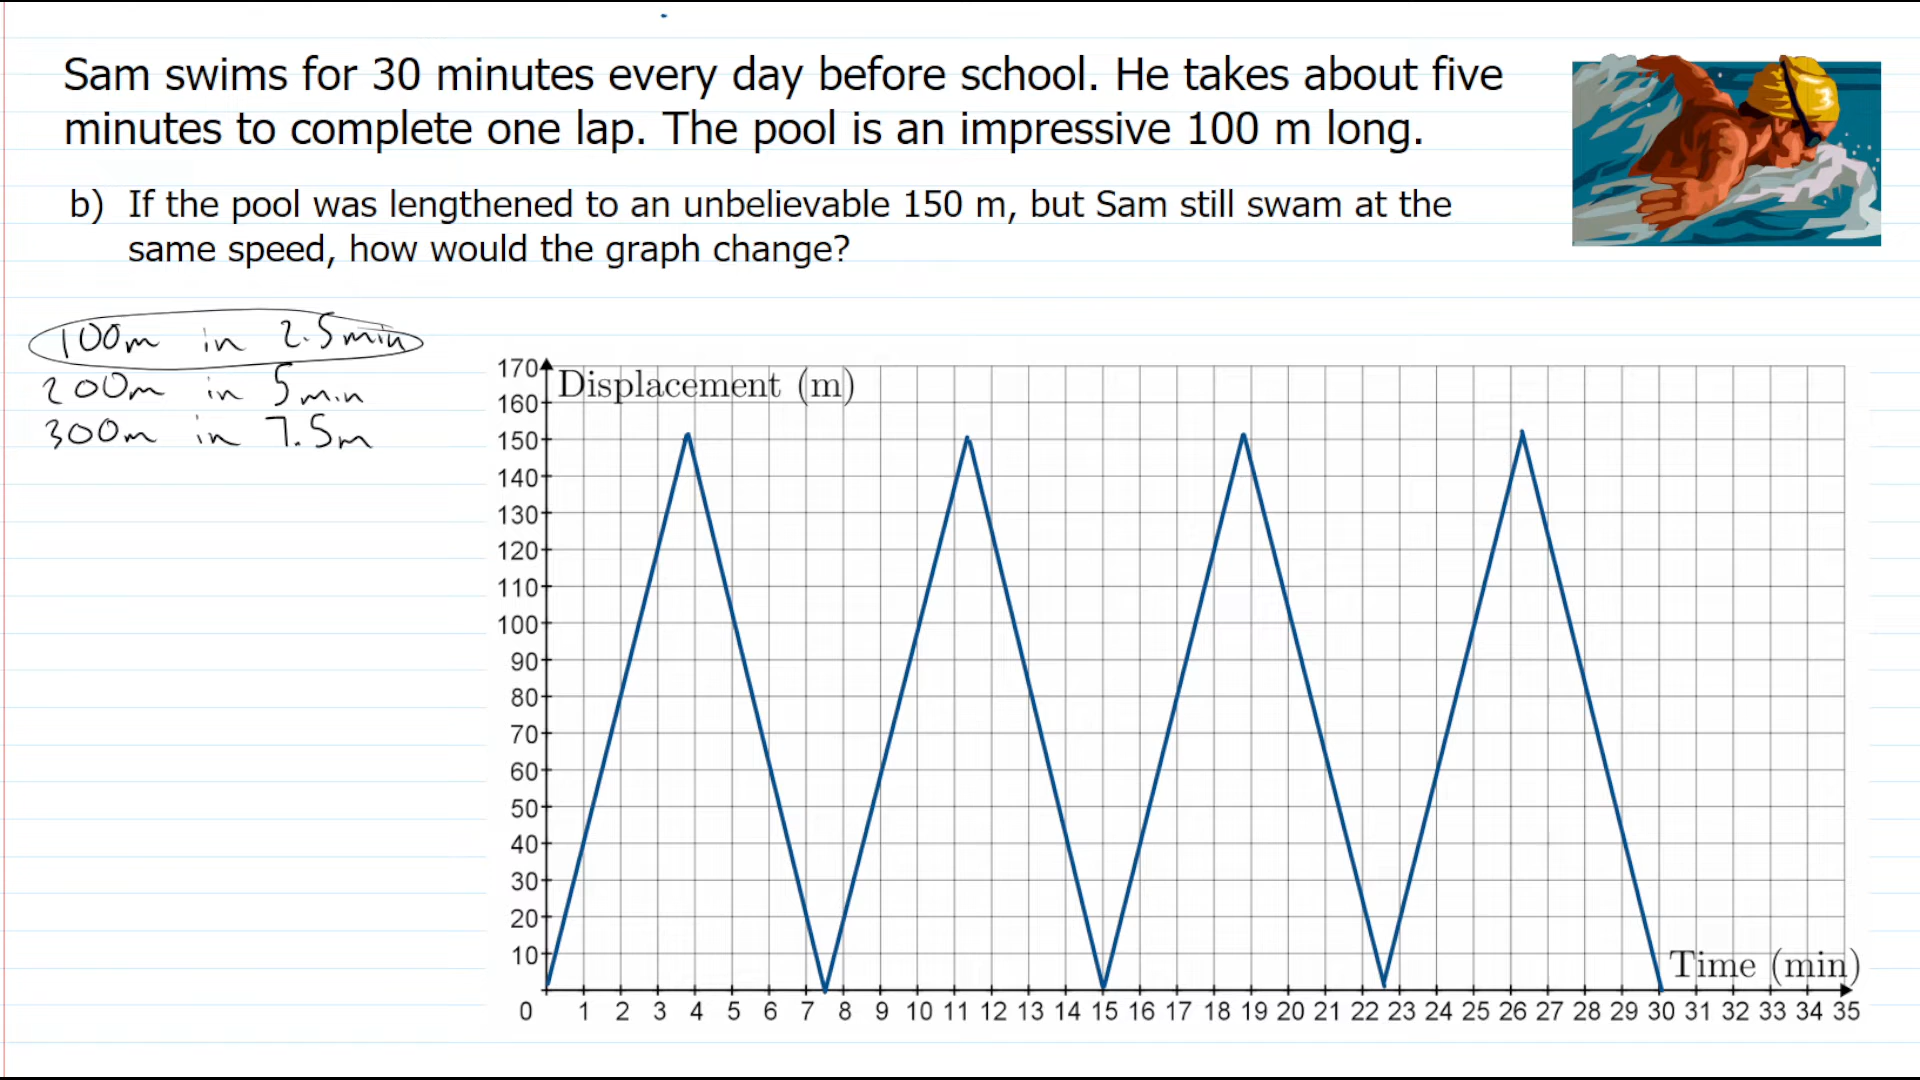 Sam swims for 30 minutes every day before school. He takes about five
minutes to complete one lap. The pool is an impressive 100 m long.
b) If the pool was lengthened to an unbelievable 150 m, but Sam still swam at the
same speed, how would the graph change?
100m in 2.5min
200m in 5min
300m in 7.5m
Displacement (m)
170
160
150
140
130
120
110
100
90
80
70
60
50
40
30
20
10
Time (min)
0 1 2 3 4 5 6 7 8 9 10 11 12 13 14 15 16 17 18 19 20 21 22 23 24 25 26 27 28 29 30 31 32 33 34 35